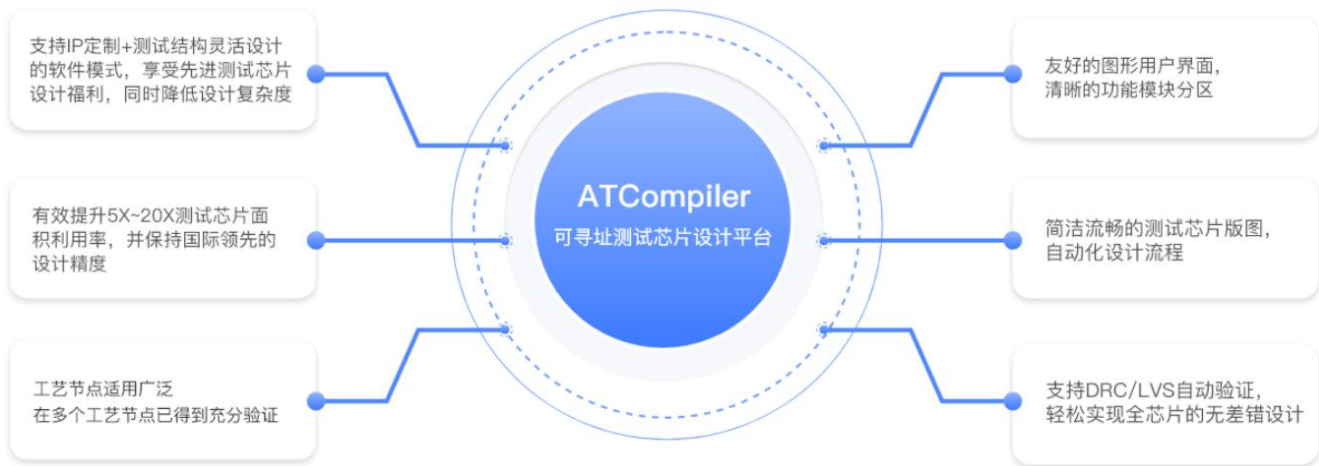 支持IP定制+测试结构灵活设计
的软件模式，享受先进测试芯片
设计福利，同时降低设计复杂度
有效提升5X~20X测试芯片面
积利用率，并保持国际领先的
设计精度
工艺节点适用广泛
在多个工艺节点已得到充分验证
ATCompiler
可寻址测试芯片设计平台
友好的图形用户界面，
清晰的功能模块分区
简洁流畅的测试芯片版图，
自动化设计流程
支持DRC/LVS自动验证，
轻松实现全芯片的无差错设计